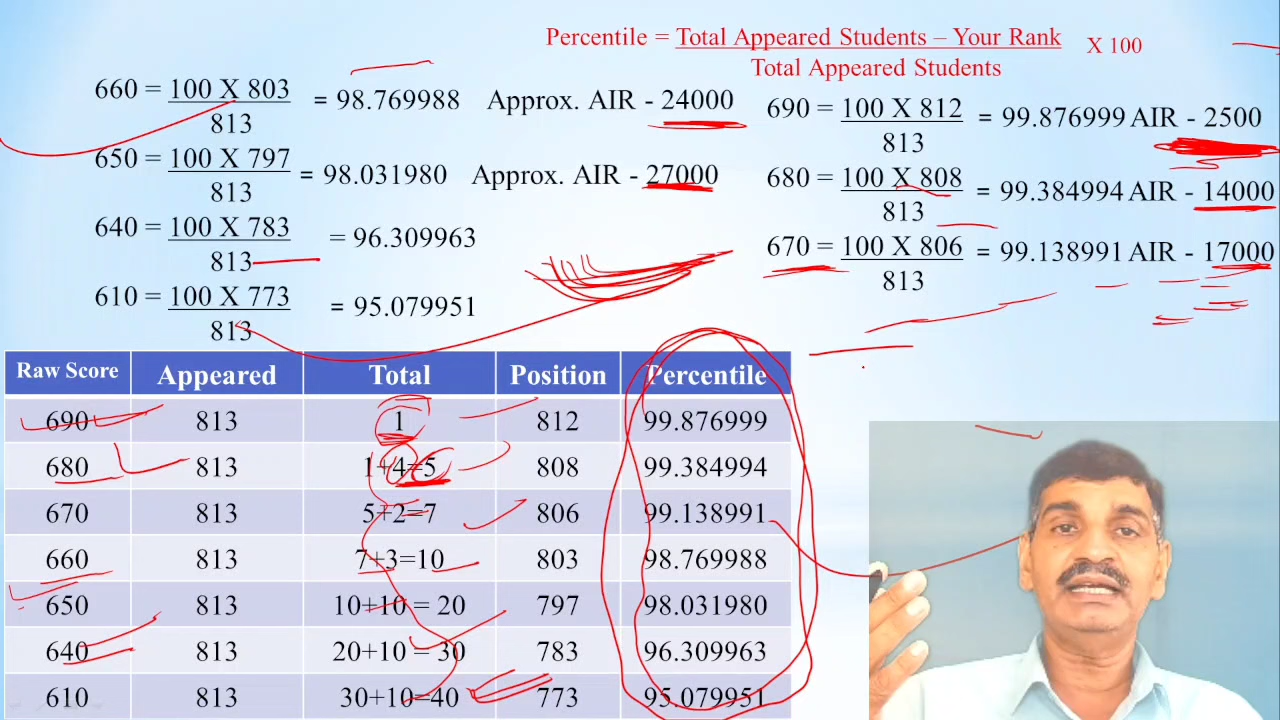 Percentile = Total Appeared Students – Your Rank X 100
Total Appeared Students
660 = 100 X 803 = 98.769988 Approx. AIR - 24000
813
650 = 100 X 797 = 98.031980 Approx. AIR - 27000
813
640 = 100 X 783 = 96.309963
813
610 = 100 X 773 = 95.079951
813
690 = 100 X 812 = 99.876999 AIR - 2500
813
680 = 100 X 808 = 99.384994 AIR - 14000
813
670 = 100 X 806 = 99.138991 AIR - 17000
813
Raw Score Appeared Total Position Percentile
690 813 1 812 99.876999
680 813 1+4=5 808 99.384994
670 813 5+2=7 806 99.138991
660 813 7+3=10 803 98.769988
650 813 10+10 = 20 797 98.031980
640 813 20+10 = 30 783 96.309963
610 813 30+10=40 773 95.079951